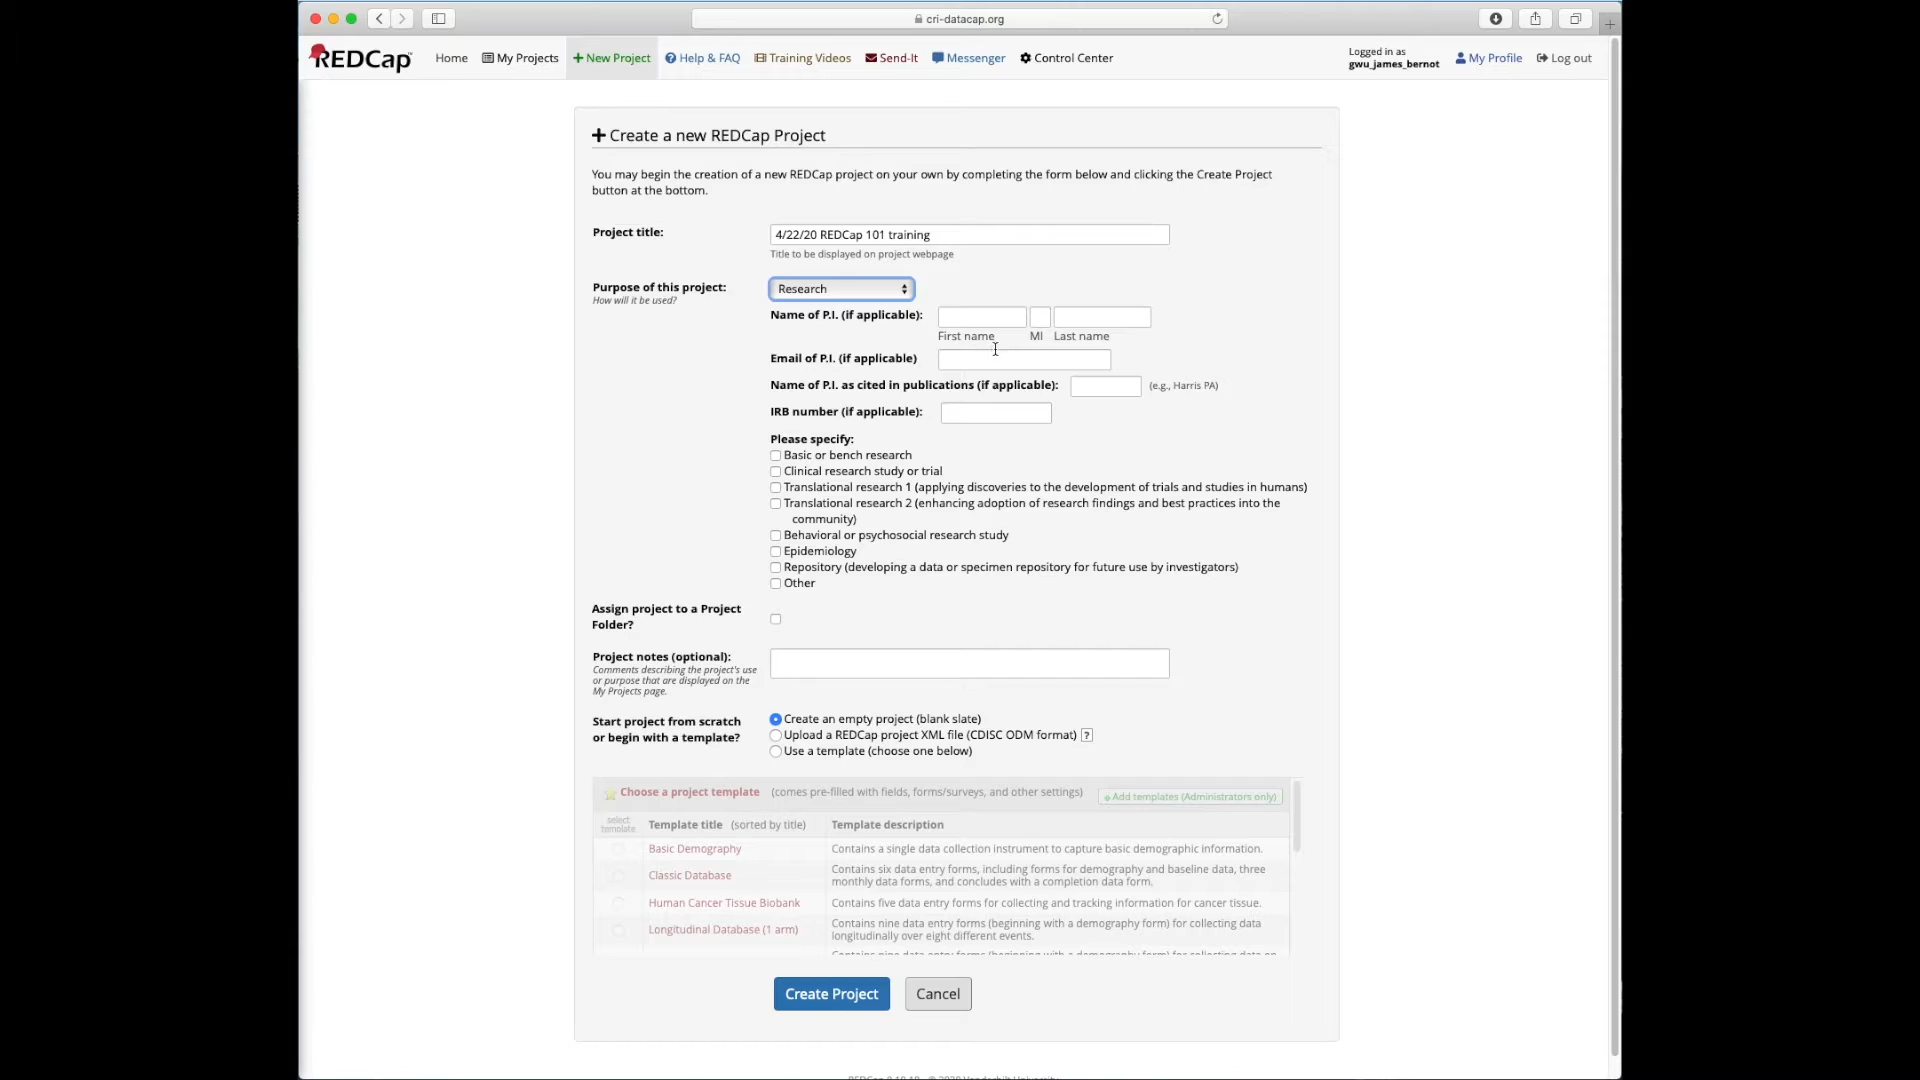 cri-datacap.org
REDCap
Home My Projects New Project Help & FAQ Training Videos Send-It Messenger Control Center
Logged in as
gwu_james_bernot
My Profile Log out
Create a new REDCap Project
You may begin the creation of a new REDCap project on your own by completing the form below and clicking the Create Project
button at the bottom.
Project title:
4/22/20 REDCap 101 training
Title to be displayed on project webpage
Purpose of this project:
How will it be used?
Research
Name of P.I. (if applicable):
First name MI Last name
Email of P.I. (if applicable)
Name of P.I. as cited in publications (if applicable):
(e.g., Harris PA)
IRB number (if applicable):
Please specify:
Basic or bench research
Clinical research study or trial
Translational research 1 (applying discoveries to the development of trials and studies in humans)
Translational research 2 (enhancing adoption of research findings and best practices into the
community)
Behavioral or psychosocial research study
Epidemiology
Repository (developing a data or specimen repository for future use by investigators)
Other
Assign project to a Project
Folder?
Project notes (optional):
Comments describing the project's use
or purpose that are displayed on the
My Projects page.
Start project from scratch
or begin with a template?
Create an empty project (blank slate)
Upload a REDCap project XML file (CDISC ODM format) ?
Use a template (choose one below)
Choose a project template (comes pre-filled with fields, forms/surveys, and other settings)
Add templates (Administrators only)
select
template
Template title (sorted by title)
Template description
Basic Demography
Contains a single data collection instrument to capture basic demographic information.
Classic Database
Contains six data entry forms, including forms for demography and baseline data, three
monthly data forms, and concludes with a completion data form.
Human Cancer Tissue Biobank
Contains five data entry forms for collecting and tracking information for cancer tissue.
Longitudinal Database (1 arm)
Contains nine data entry forms (beginning with a demography form) for collecting data
longitudinally over eight different events.
Contains nine data entry forms (beginning with a demography form) for collecting data on
Create Project
Cancel